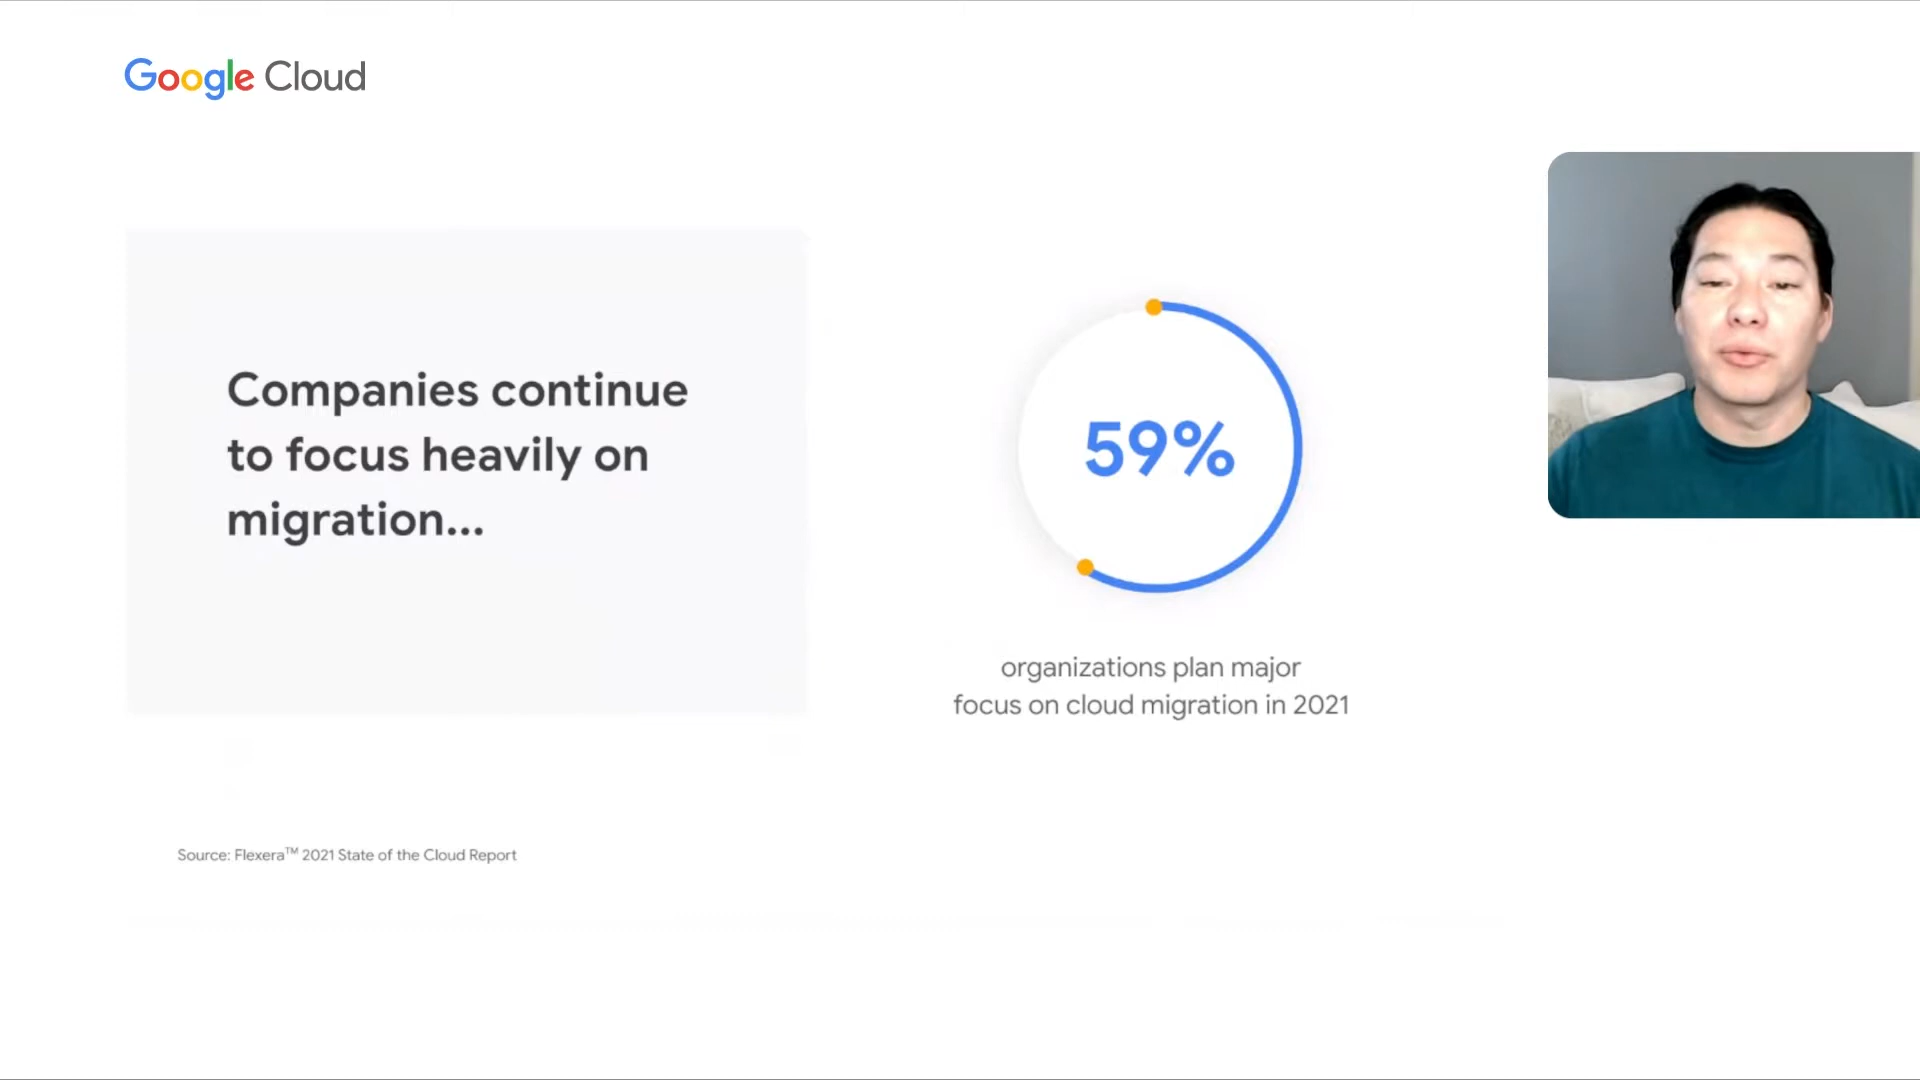 Google Cloud
Companies continue
to focus heavily on
migration...
59%
organizations plan major
focus on cloud migration in 2021
Source: Flexera™ 2021 State of the Cloud Report